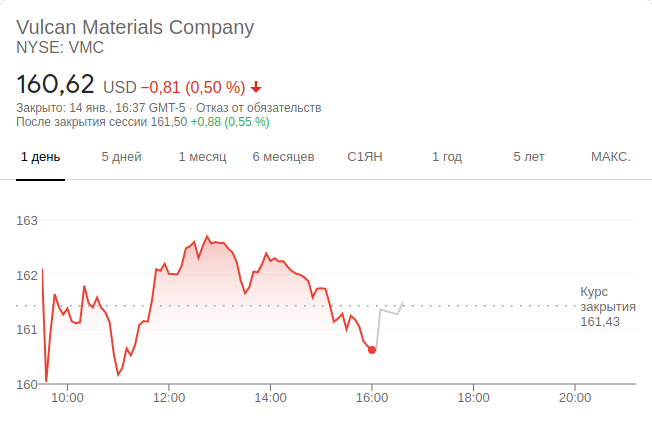 Vulcan Materials Company
NYSE: VMC
160,62 USD −0,81 (0,50 %)
Закрыто: 14 янв., 16:37 GMT-5 · Отказ от обязательств
После закрытия сессии 161,50 +0,88 (0,55 %)
1 день 5 дней 1 месяц 6 месяцев С1ЯН 1 год 5 лет МАКС.
163
162
161
160
Курс
закрытия
161,43
10:00 12:00 14:00 16:00 18:00 20:00